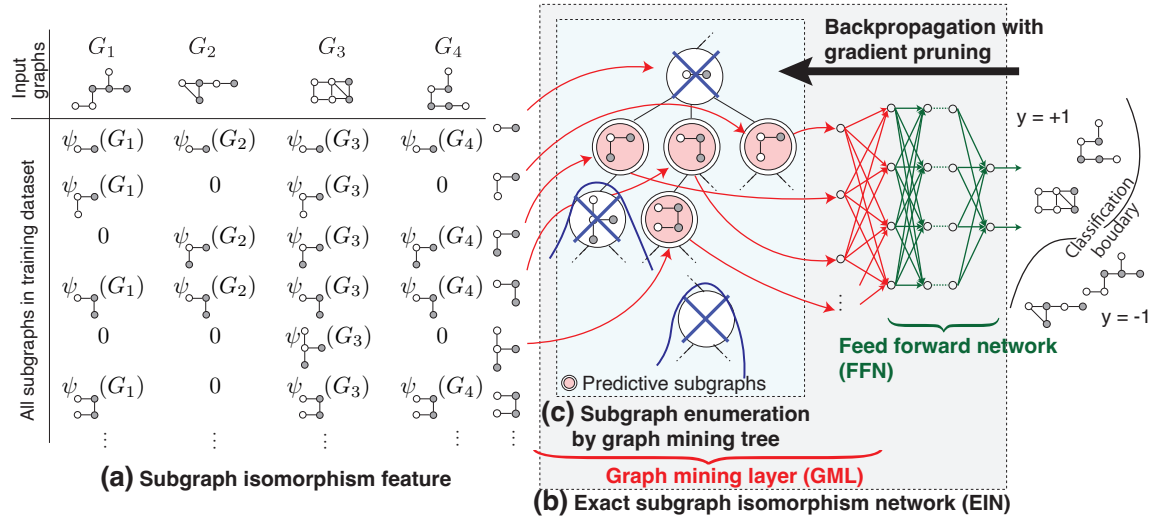 Input graphs
G1 G2 G3 G4
All subgraphs in training dataset
ψ(G1) ψ(G2) ψ(G3) ψ(G4)
ψ(G1) 0 ψ(G3) 0
0 ψ(G2) ψ(G3) ψ(G4)
ψ(G1) ψ(G2) ψ(G3) ψ(G4)
0 0 ψ(G3) 0
ψ(G1) 0 ψ(G3) ψ(G4)
⋮ ⋮ ⋮ ⋮ ⋮
(a) Subgraph isomorphism feature
Backpropagation with
gradient pruning
Predictive subgraphs
(c) Subgraph enumeration
by graph mining tree
⋮
Graph mining layer (GML)
(b) Exact subgraph isomorphism network (EIN)
Feed forward network
(FFN)
y = +1
Classification
boudary
y = -1